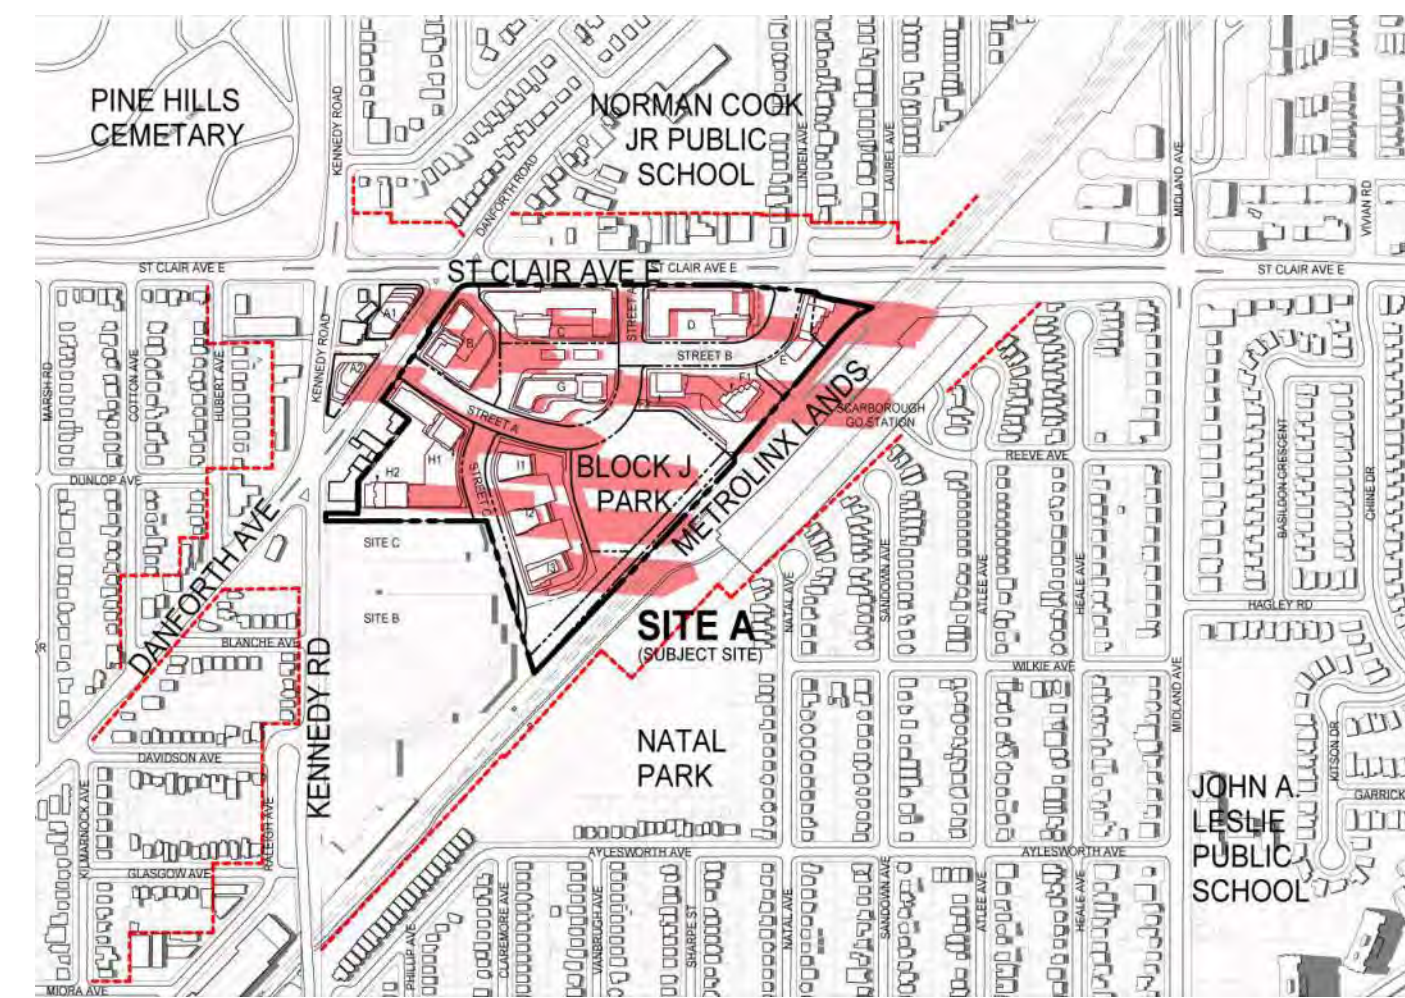 PINE HILLS
CEMETARY
KENNEDY ROAD
NORMAN COOK
JR PUBLIC
SCHOOL
DANFORTH ROAD
LINDEN AVE
LAUREL AVE
MIDLAND AVE
VIVIAN RD
ST CLAIR AVE E
ST CLAIR AVE E
ST CLAIR AVE E
ST CLAIR AVE E
MARSH RD
COTTON AVE
HUBERT AVE
KENNEDY ROAD
A1
A2
B
C
STREET A
D
STREET B
E
G
F1
STREET A
H1
H2
STREET C
I1
I2
I3
BLOCK J
PARK
METROLINX LANDS
SCARBOROUGH
GO STATION
REEVE AVE
BASILDON CRESCENT
CHINE DR
DUNLOP AVE
DANFORTH AVE
SITE C
SITE B
SITE A
(SUBJECT SITE)
NATAL AVE
SANDOWN AVE
ATLEE AVE
HEALE AVE
HAGLEY RD
BLANCHE AVE
KENNEDY RD
WILKIE AVE
MIDLAND AVE
NATAL
PARK
KITSON DR
DAVIDSON AVE
JOHN A.
LESLIE
PUBLIC
SCHOOL
GARRICK
KILMARNOCK AVE
RALEIGH AVE
GLASGOW AVE
AYLESWORTH AVE
AYLESWORTH AVE
PHILLIP AVE
CLAREMORE AVE
VANBRUGH AVE
SHARPE ST
NATAL AVE
SANDOWN AVE
ATLEE AVE
HEALE AVE
MIORA AVE